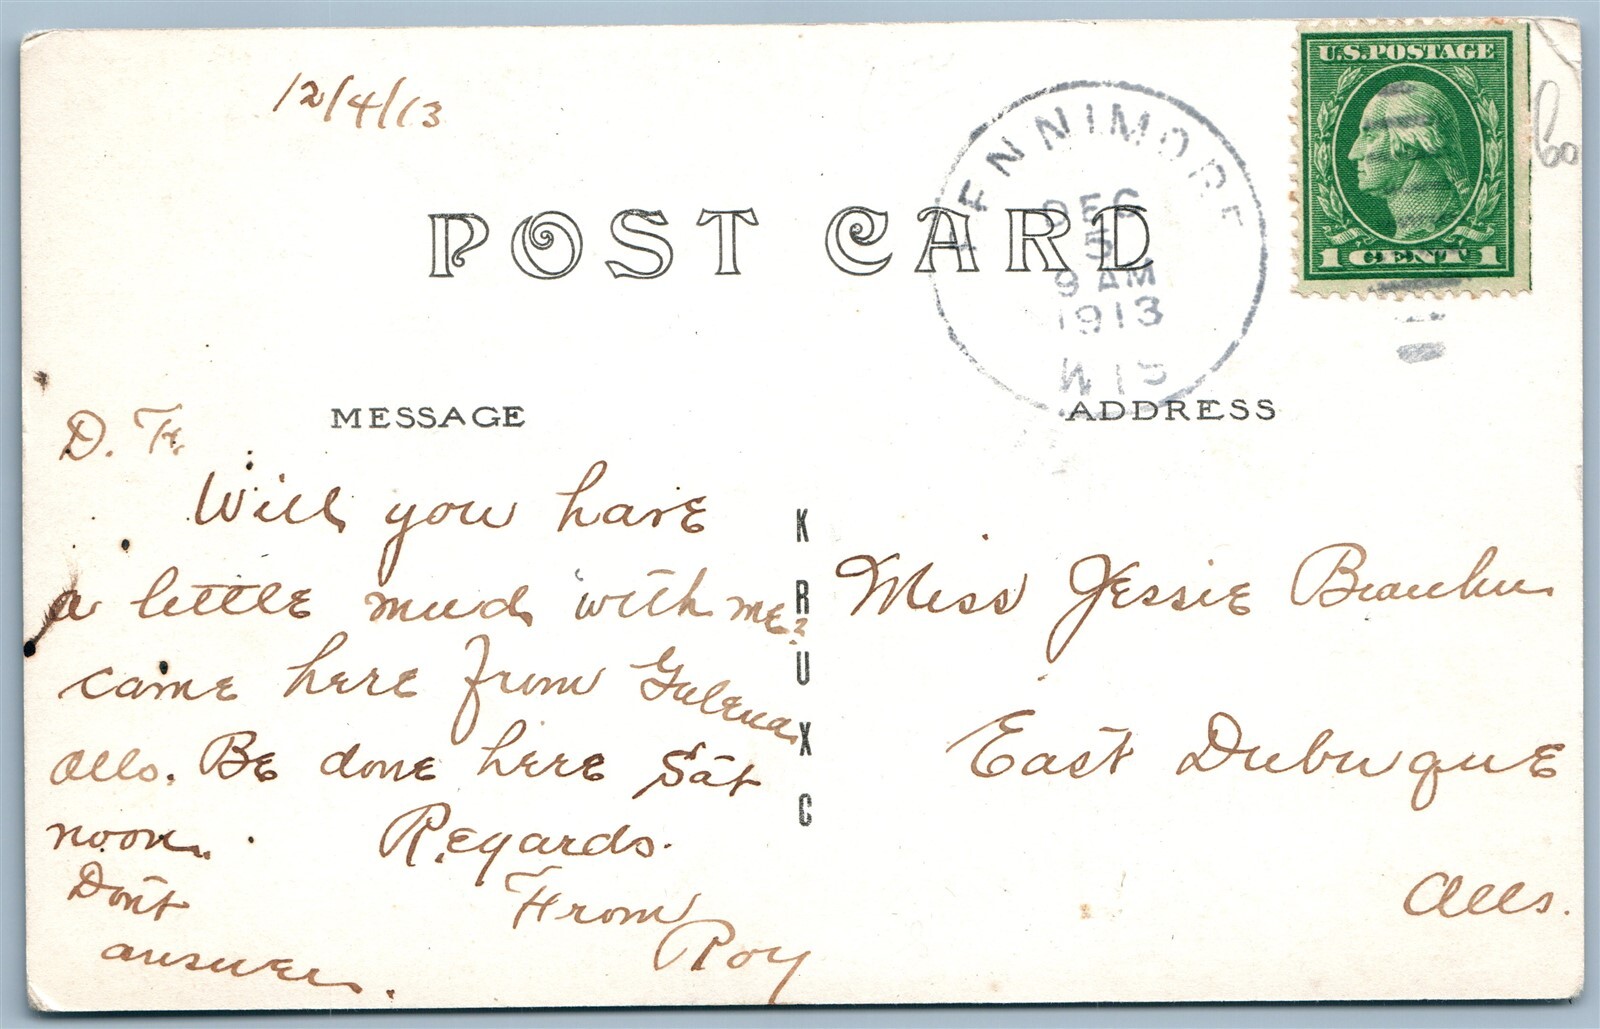 12/4/13
U.S. POSTAGE
1 CENT 1
FENNIMORE
DEC
5
9 AM
1913
WIS
POST CARD
MESSAGE
D. F.
Will you have
a little mud with me?
came here from Galena
Ills. Be done here Sat
noon. Regards.
Dont
answer.
From
Roy
KRUXO
ADDRESS
Miss Jessie
East Dubuque
Ills.